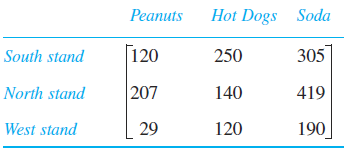 Peanuts Hot Dogs Soda
South stand 120 250 305
North stand 207 140 419
West stand 29 120 190